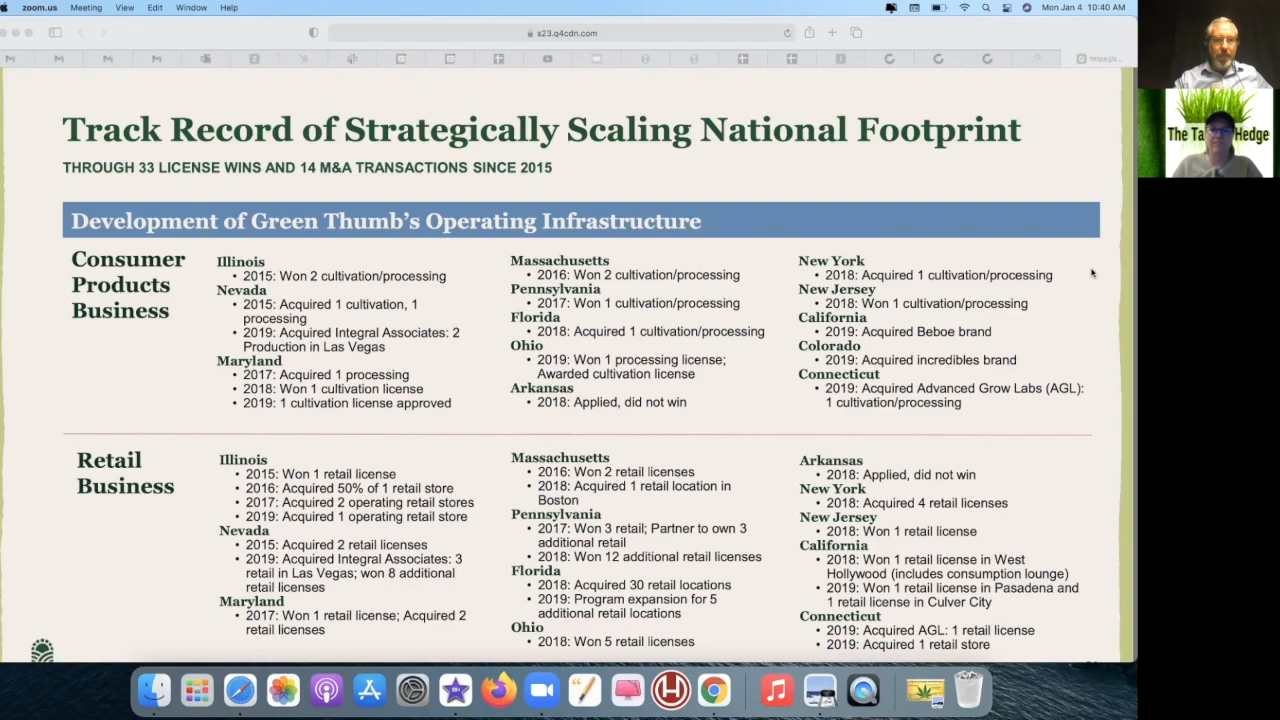 zoom.us Meeting View Edit Window Help
Mon Jan 4 10:40 AM
s23.q4cdn.com
https://s...
Track Record of Strategically Scaling National Footprint
THROUGH 33 LICENSE WINS AND 14 M&A TRANSACTIONS SINCE 2015
Development of Green Thumb's Operating Infrastructure
Consumer
Products
Business
Illinois
• 2015: Won 2 cultivation/processing
Nevada
• 2015: Acquired 1 cultivation, 1
processing
• 2019: Acquired Integral Associates: 2
Production in Las Vegas
Maryland
• 2017: Acquired 1 processing
• 2018: Won 1 cultivation license
• 2019: 1 cultivation license approved
Massachusetts
• 2016: Won 2 cultivation/processing
Pennsylvania
• 2017: Won 1 cultivation/processing
Florida
• 2018: Acquired 1 cultivation/processing
Ohio
• 2019: Won 1 processing license;
Awarded cultivation license
Arkansas
• 2018: Applied, did not win
New York
• 2018: Acquired 1 cultivation/processing
New Jersey
• 2018: Won 1 cultivation/processing
California
• 2019: Acquired Beboe brand
Colorado
• 2019: Acquired incredibles brand
Connecticut
• 2019: Acquired Advanced Grow Labs (AGL):
1 cultivation/processing
Retail
Business
Illinois
• 2015: Won 1 retail license
• 2016: Acquired 50% of 1 retail store
• 2017: Acquired 2 operating retail stores
• 2019: Acquired 1 operating retail store
Nevada
• 2015: Acquired 2 retail licenses
• 2019: Acquired Integral Associates: 3
retail in Las Vegas; won 8 additional
retail licenses
Maryland
• 2017: Won 1 retail license; Acquired 2
retail licenses
Massachusetts
• 2016: Won 2 retail licenses
• 2018: Acquired 1 retail location in
Boston
Pennsylvania
• 2017: Won 3 retail; Partner to own 3
additional retail
• 2018: Won 12 additional retail licenses
Florida
• 2018: Acquired 30 retail locations
• 2019: Program expansion for 5
additional retail locations
Ohio
• 2018: Won 5 retail licenses
Arkansas
• 2018: Applied, did not win
New York
• 2018: Acquired 4 retail licenses
New Jersey
• 2018: Won 1 retail license
California
• 2018: Won 1 retail license in West
Hollywood (includes consumption lounge)
• 2019: Won 1 retail license in Pasadena and
1 retail license in Culver City
Connecticut
• 2019: Acquired AGL: 1 retail license
• 2019: Acquired 1 retail store
The Hedge